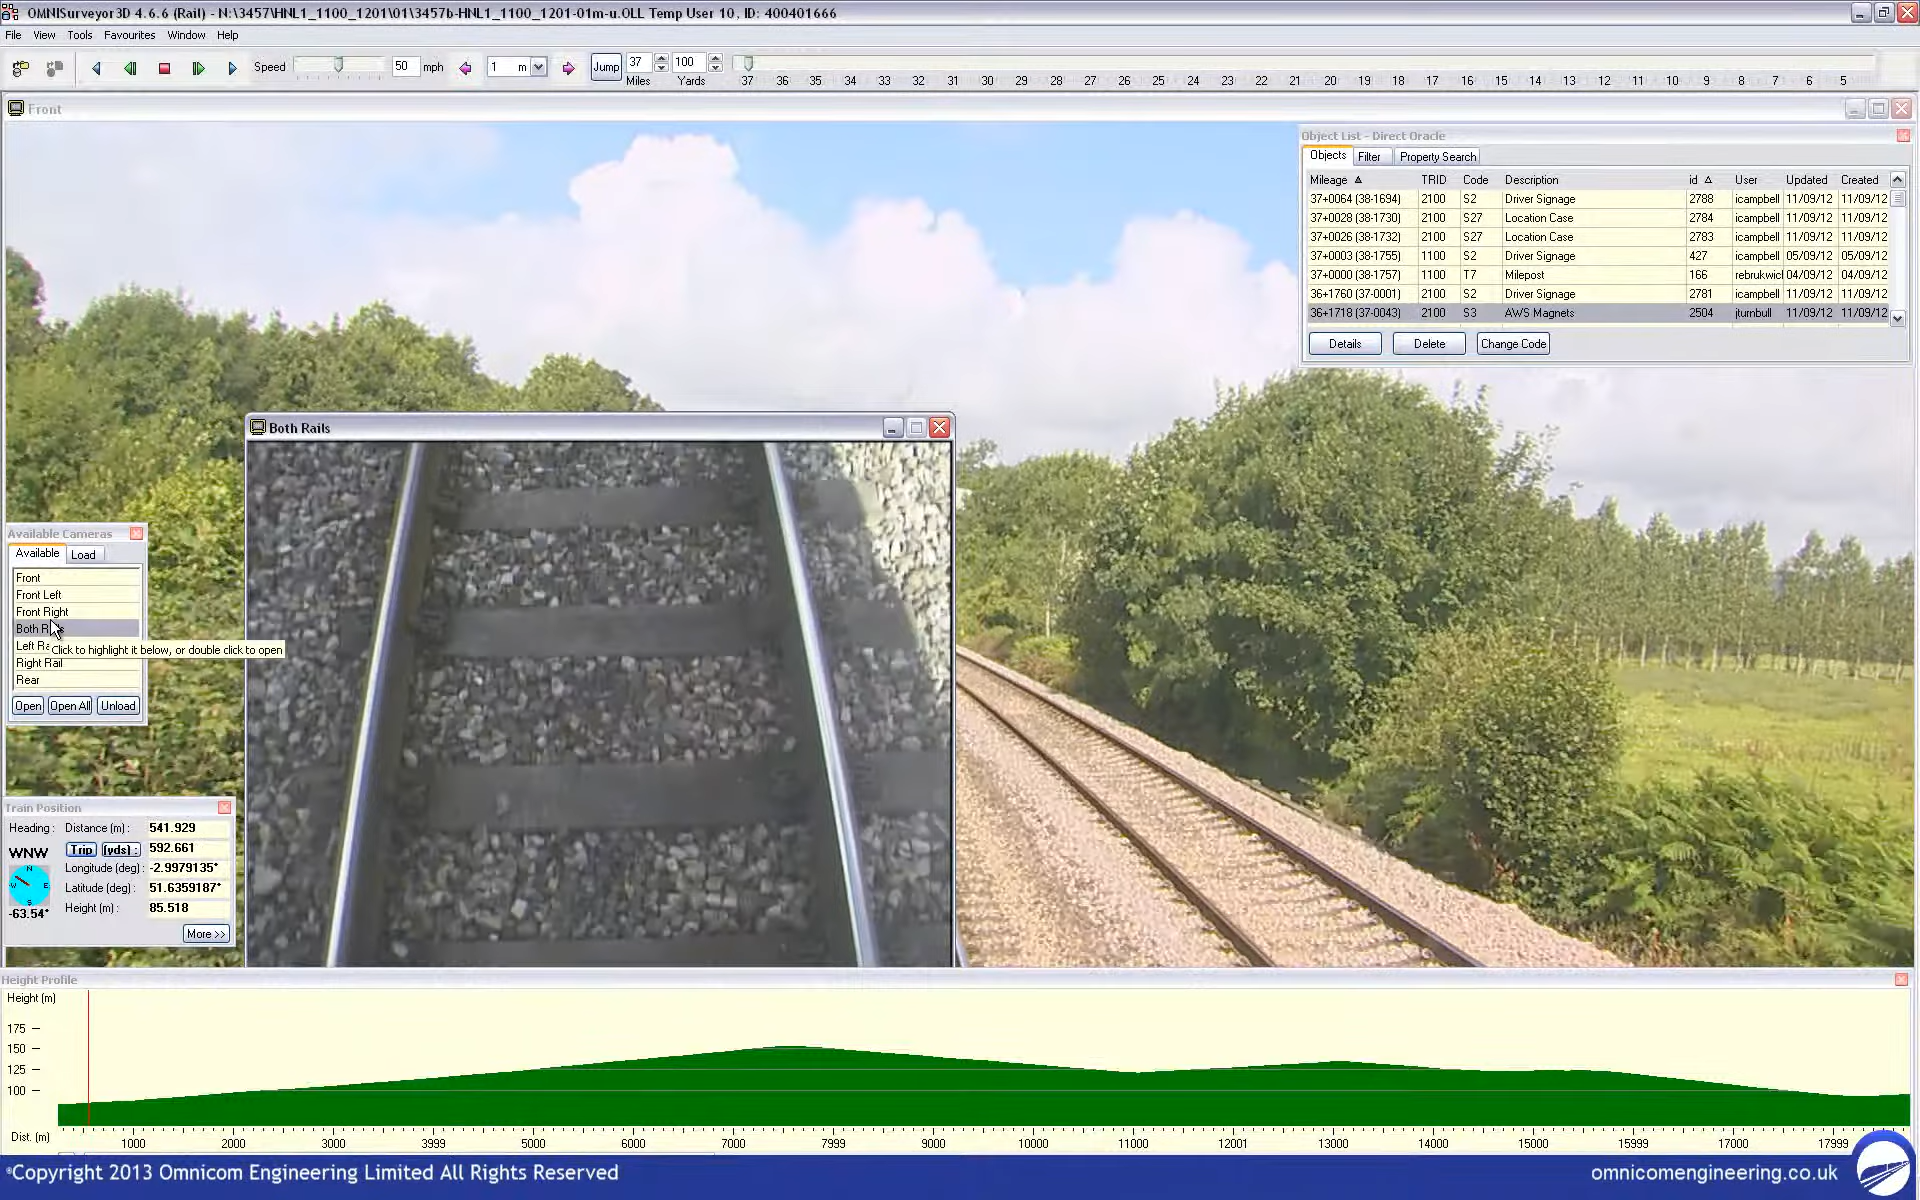 OMNISurveyor3D 4.6.6 (Rail) - N:\3457\HNL1_1100_1201\01\3457b-HNL1_1100_1201-01m-u.OLL Temp User 10, ID: 400401666
File View Tools Favourites Window Help
Speed 50 mph 1 m Jump 37 100
Miles Yards
37 36 35 34 33 32 31 30 29 28 27 26 25 24 23 22 21 20 19 18 17 16 15 14 13 12 11 10 9 8 7 6 5
Front
Object List - Direct Oracle
Objects Filter Property Search
Mileage TRID Code Description id User Updated Created
37+0064 (38-1694) 2100 S2 Driver Signage 2788 icampbell 11/09/12 11/09/12
37+0028 (38-1730) 2100 S27 Location Case 2784 icampbell 11/09/12 11/09/12
37+0026 (38-1732) 2100 S27 Location Case 2783 icampbell 11/09/12 11/09/12
37+0003 (38-1755) 1100 S2 Driver Signage 427 icampbell 05/09/12 05/09/12
37+0000 (38-1757) 1100 T7 Milepost 166 rebrukwicl 04/09/12 04/09/12
36+1760 (37-0001) 2100 S2 Driver Signage 2781 icampbell 11/09/12 11/09/12
36+1718 (37-0043) 2100 S3 AWS Magnets 2504 jturnbull 11/09/12 11/09/12
Details Delete Change Code
Both Rails
Available Cameras
Available Load
Front
Front Left
Front Right
Both R
Left Ra
Click to highlight it below, or double click to open
Right Rail
Rear
Open Open All Unload
Train Position
Heading: Distance (m): 541.929
WNW Trip (yds): 592.661
Longitude (deg): -2.9979135°
Latitude (deg): 51.6359187°
N
W E
S
-63.54° Height (m): 85.518
More >>
Height Profile
Height (m)
175
150
125
100
Dist. (m) 1000 2000 3000 3999 5000 6000 7000 7999 9000 10000 11000 12001 13000 14000 15000 15999 17000 17999
°Copyright 2013 Omnicom Engineering Limited All Rights Reserved
omnicomengineering.co.uk